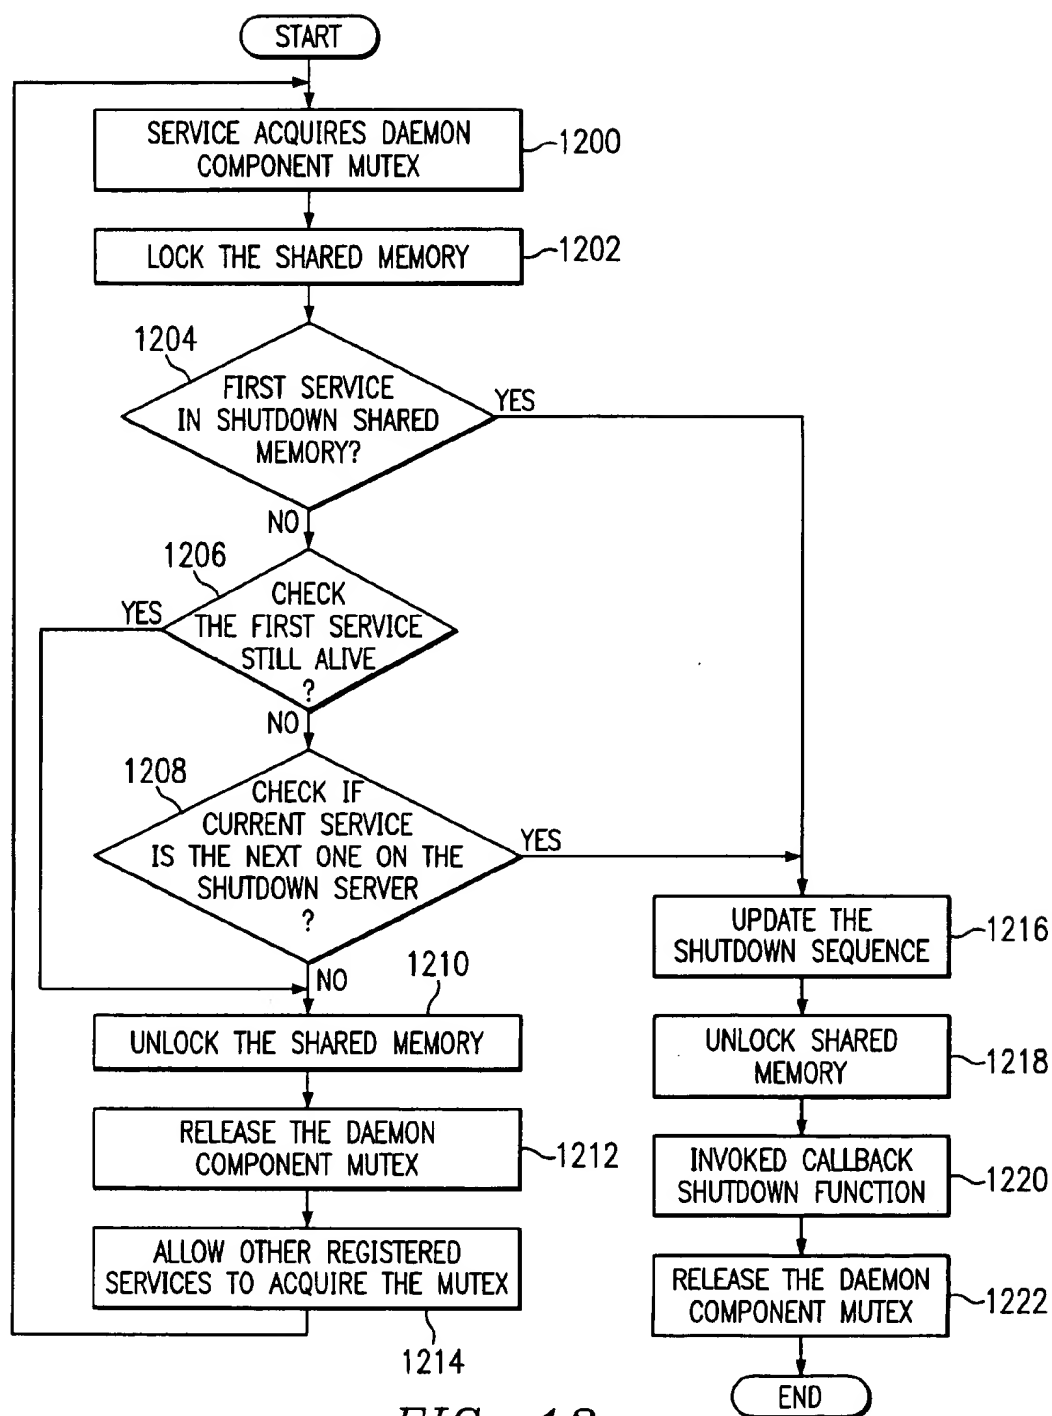 START
SERVICE ACQUIRES DAEMON
COMPONENT MUTEX
1200
LOCK THE SHARED MEMORY
1202
1204
FIRST SERVICE
IN SHUTDOWN SHARED
MEMORY?
YES
NO
1206
CHECK
THE FIRST SERVICE
STILL ALIVE
?
YES
NO
1208
CHECK IF
CURRENT SERVICE
IS THE NEXT ONE ON THE
SHUTDOWN SERVER
?
YES
NO
1210
UNLOCK THE SHARED MEMORY
RELEASE THE DAEMON
COMPONENT MUTEX
1212
ALLOW OTHER REGISTERED
SERVICES TO ACQUIRE THE MUTEX
1214
UPDATE THE
SHUTDOWN SEQUENCE
1216
UNLOCK SHARED
MEMORY
1218
INVOKED CALLBACK
SHUTDOWN FUNCTION
1220
RELEASE THE DAEMON
COMPONENT MUTEX
1222
END